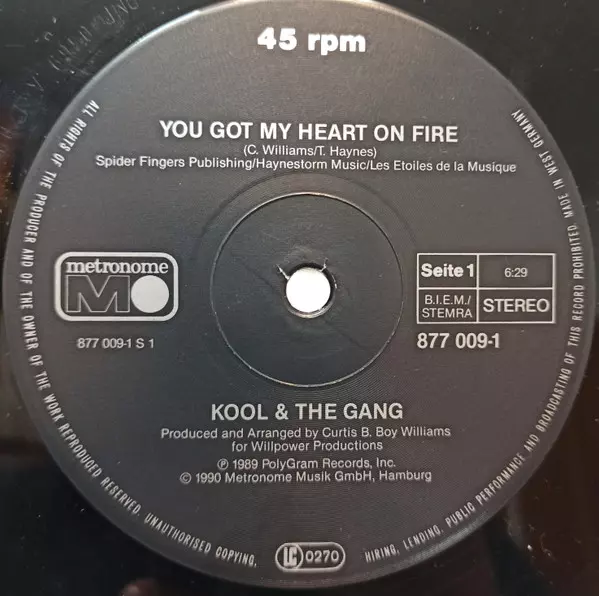 45 rpm
YOU GOT MY HEART ON FIRE
(C. Williams/T. Haynes)
Spider Fingers Publishing/Haynestorm Music/Les Etoiles de la Musique
metronome
M
877 009-1 S 1
Seite 1
6:29
B.I.E.M./
STEMRA
STEREO
877 009-1
KOOL & THE GANG
Produced and Arranged by Curtis B. Boy Williams
for Willpower Productions
℗ 1989 PolyGram Records, Inc.
© 1990 Metronome Musik GmbH, Hamburg
ALL RIGHTS OF THE PRODUCER AND OF THE OWNER OF THE WORK REPRODUCED RESERVED. UNAUTHORISED COPYING,
LC 0270
HIRING, LENDING, PUBLIC PERFORMANCE AND BROADCASTING OF THIS RECORD PROHIBITED. MADE IN WEST GERMANY